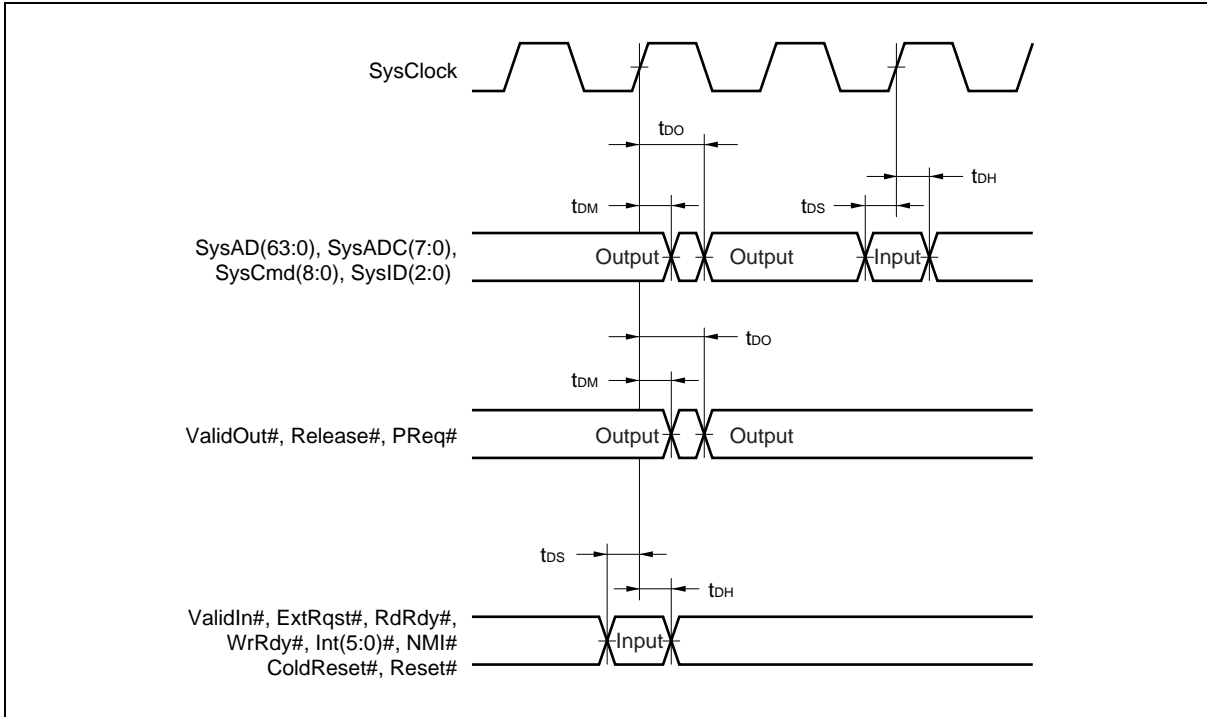 SysClock
tDO
tDH
tDM
tDS
SysAD(63:0), SysADC(7:0),
SysCmd(8:0), SysID(2:0)
Output
Output
Input
tDO
tDM
ValidOut#, Release#, PReq#
Output
Output
tDS
tDH
ValidIn#, ExtRqst#, RdRdy#,
WrRdy#, Int(5:0)#, NMI#
ColdReset#, Reset#
Input